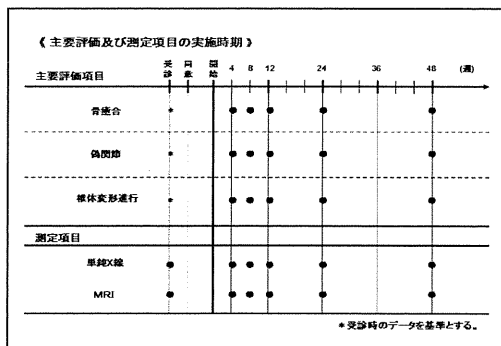 《 主要評価及び測定項目の実施時期 》
受診 同意 開始 4 8 12 24 36 48 (週)
主要評価項目
骨癒合 *
偽関節 *
椎体変形進行 *
測定項目
単純X線
MRI
*受診時のデータを基準とする。